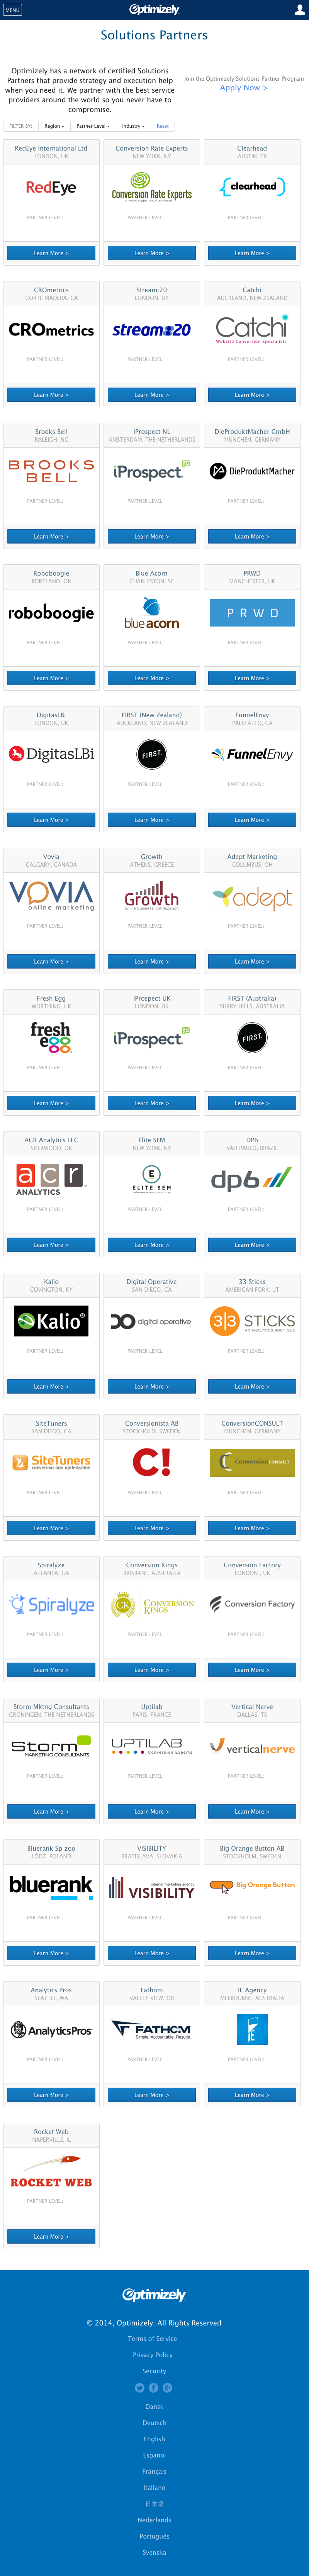 MENU
Optimizely
Solutions Partners
Optimizely has a network of certified Solutions
Partners that provide strategy and execution help
when you need it. We partner with the best service
providers around the world so you never have to
compromise.
Join the Optimizely Solutions Partner Program
Apply Now >
FILTER BY: Region Partner Level Industry Reset
RedEye International Ltd Conversion Rate Experts Clearhead
LONDON, UK NEW YORK, NY AUSTIN, TX
RedEye Conversion Rate Experts turning clicks into customers {clearhead}
PARTNER LEVEL: PARTNER LEVEL: PARTNER LEVEL:
Learn More > Learn More > Learn More >
CROmetrics Stream:20 Catchi
CORTE MADERA, CA LONDON, UK AUCKLAND, NEW ZEALAND
CROmetrics stream:20 Catchi Website Conversion Specialists
PARTNER LEVEL: PARTNER LEVEL: PARTNER LEVEL:
Learn More > Learn More > Learn More >
Brooks Bell iProspect NL DieProduktMacher GmbH
RALEIGH, NC AMSTERDAM, THE NETHERLANDS MÜNCHEN, GERMANY
BROOKS BELL iProspect DieProduktMacher
PARTNER LEVEL: PARTNER LEVEL: PARTNER LEVEL:
Learn More > Learn More > Learn More >
Roboboogie Blue Acorn PRWD
PORTLAND, OR CHARLESTON, SC MANCHESTER, UK
roboboogie blue acorn PRWD
PARTNER LEVEL: PARTNER LEVEL: PARTNER LEVEL:
Learn More > Learn More > Learn More >
DigitasLBi FIRST (New Zealand) FunnelEnvy
LONDON, UK AUCKLAND, NEW ZEALAND PALO ALTO, CA
DigitasLBi FIRST. FunnelEnvy
PARTNER LEVEL: PARTNER LEVEL: PARTNER LEVEL:
Learn More > Learn More > Learn More >
Vovia Growth Adept Marketing
CALGARY, CANADA ATHENS, GREECE COLUMBUS, OH
VOVIA online marketing Growth online business optimization adept
PARTNER LEVEL: PARTNER LEVEL: PARTNER LEVEL:
Learn More > Learn More > Learn More >
Fresh Egg iProspect UK FIRST (Australia)
WORTHING, UK LONDON, UK SURRY HILLS, AUSTRALIA
fresh egg iProspect FIRST.
PARTNER LEVEL: PARTNER LEVEL: PARTNER LEVEL:
Learn More > Learn More > Learn More >
ACR Analytics LLC Elite SEM DP6
SHERWOOD, OR NEW YORK, NY SÃO PAULO, BRAZIL
acr ANALYTICS E ELITE SEM dp6
PARTNER LEVEL: PARTNER LEVEL: PARTNER LEVEL:
Learn More > Learn More > Learn More >
Kalio Digital Operative 33 Sticks
COVINGTON, KY SAN DIEGO, CA AMERICAN FORK, UT
Kalio digital operative 3|3 STICKS AN ANALYTICS BOUTIQUE
PARTNER LEVEL: PARTNER LEVEL: PARTNER LEVEL:
Learn More > Learn More > Learn More >
SiteTuners Conversionista AB ConversionCONSULT
SAN DIEGO, CA STOCKHOLM, SWEDEN MÜNCHEN, GERMANY
SiteTuners conversion rate optimization C! Conversion CONSULT
PARTNER LEVEL: PARTNER LEVEL: PARTNER LEVEL:
Learn More > Learn More > Learn More >
Spiralyze Conversion Kings Conversion Factory
ATLANTA, GA BRISBANE, AUSTRALIA LONDON , UK
Spiralyze CK CONVERSION KINGS Conversion Factory
PARTNER LEVEL: PARTNER LEVEL: PARTNER LEVEL:
Learn More > Learn More > Learn More >
Storm Mktng Consultants Uptilab Vertical Nerve
GRONINGEN, THE NETHERLANDS PARIS, FRANCE DALLAS, TX
Storm MARKETING CONSULTANTS UPTILAB Conversion Experts verticalnerve
PARTNER LEVEL: PARTNER LEVEL: PARTNER LEVEL:
Learn More > Learn More > Learn More >
Bluerank Sp zoo VISIBILITY Big Orange Button AB
ŁÓDŹ, POLAND BRATISLAVA, SLOVAKIA STOCKHOLM, SWEDEN
bluerank internet marketing agency VISIBILITY Big Orange Button
PARTNER LEVEL: PARTNER LEVEL: PARTNER LEVEL:
Learn More > Learn More > Learn More >
Analytics Pros Fathom IE Agency
SEATTLE, WA VALLEY VIEW, OH MELBOURNE, AUSTRALIA
AnalyticsPros FATHOM Simple. Accountable. Results. IE
PARTNER LEVEL: PARTNER LEVEL: PARTNER LEVEL:
Learn More > Learn More > Learn More >
Rocket Web
NAPERVILLE, IL
ROCKET WEB
PARTNER LEVEL:
Learn More >
Optimizely
© 2014, Optimizely. All Rights Reserved
Terms of Service
Privacy Policy
Security
Dansk
Deutsch
English
Español
Français
Italiano
日本語
Nederlands
Português
Svenska